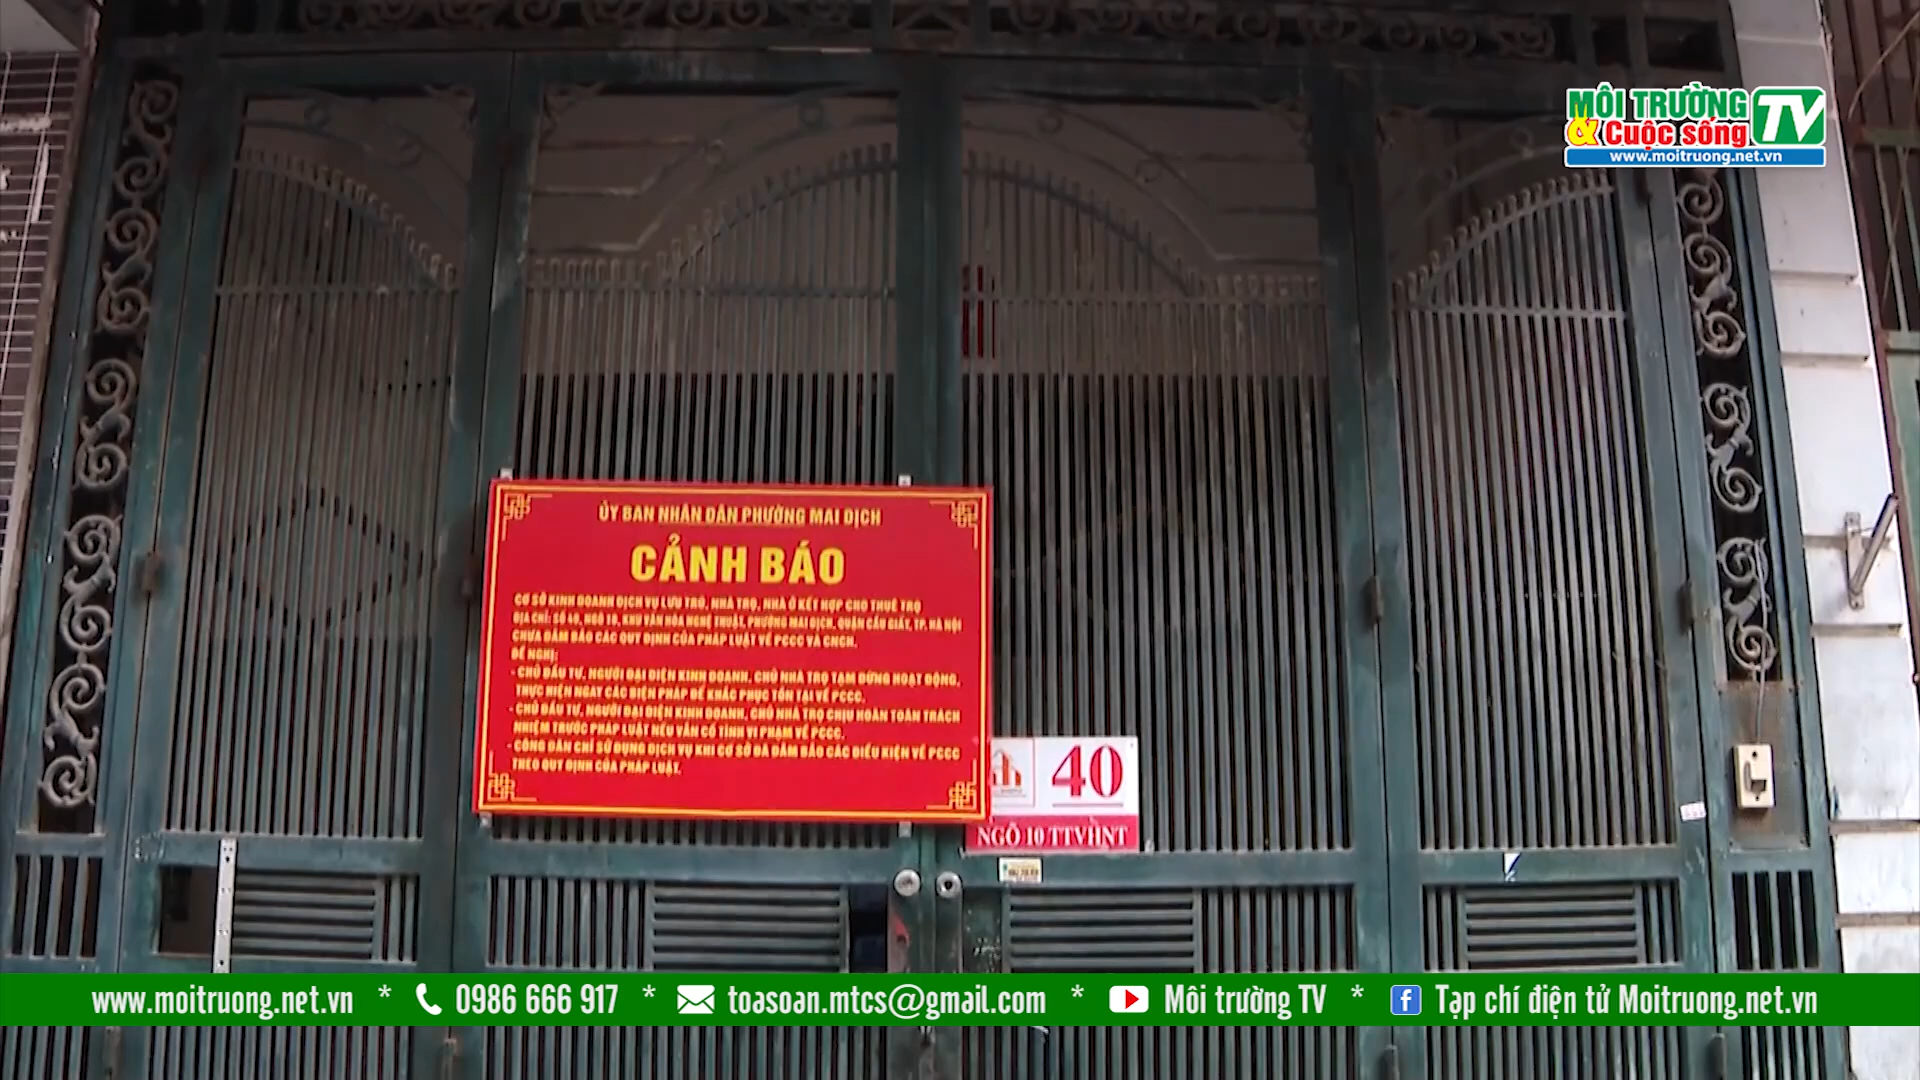 MÔI TRƯỜNG
& Cuộc sống
TV
www.moitruong.net.vn
ỦY BAN NHÂN DÂN PHƯỜNG MAI DỊCH
CẢNH BÁO
CƠ SỞ KINH DOANH DỊCH VỤ LƯU TRÚ, NHÀ TRỌ, NHÀ Ở KẾT HỢP CHO THUÊ TRỌ
ĐỊA CHỈ: SỐ 40, NGÕ 10, KHU VĂN HÓA NGHỆ THUẬT, PHƯỜNG MAI DỊCH, QUẬN CẦU GIẤY, TP. HÀ NỘI
CHƯA ĐẢM BẢO CÁC QUY ĐỊNH CỦA PHÁP LUẬT VỀ PCCC VÀ CNCH.
ĐỀ NGHỊ:
- CHỦ ĐẦU TƯ, NGƯỜI ĐẠI DIỆN KINH DOANH, CHỦ NHÀ TRỌ TẠM DỪNG HOẠT ĐỘNG,
THỰC HIỆN NGAY CÁC BIỆN PHÁP ĐỂ KHẮC PHỤC TỒN TẠI VỀ PCCC.
- CHỦ ĐẦU TƯ, NGƯỜI ĐẠI DIỆN KINH DOANH, CHỦ NHÀ TRỌ CHỊU HOÀN TOÀN TRÁCH
NHIỆM TRƯỚC PHÁP LUẬT NẾU VẪN CỐ TÌNH VI PHẠM VỀ PCCC.
- CÔNG DÂN CHỈ SỬ DỤNG DỊCH VỤ KHI CƠ SỞ ĐÃ ĐẢM BẢO CÁC ĐIỀU KIỆN VỀ PCCC
THEO QUY ĐỊNH CỦA PHÁP LUẬT.
40
NGÕ 10 TTVHNT
www.moitruong.net.vn * 0986 666 917 * toasoan.mtcs@gmail.com * Môi trường TV * Tạp chí điện tử Moitruong.net.vn